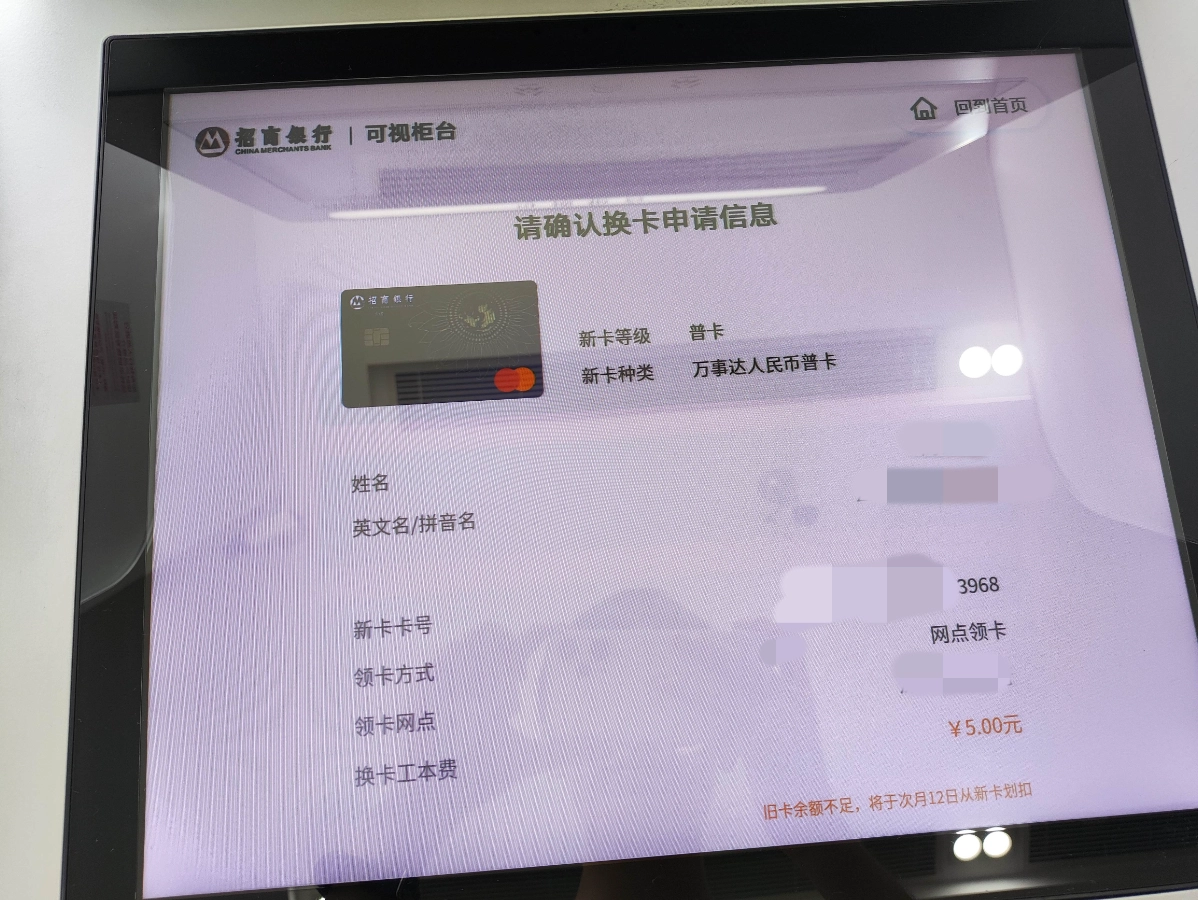 招商银行 | 可视柜台
CHINA MERCHANTS BANK
回到首页
请确认换卡申请信息
招商银行
新卡等级 普卡
新卡种类 万事达人民币普卡
姓名
英文名/拼音名
新卡卡号 3968
领卡方式 网点领卡
领卡网点
换卡工本费 ¥5.00元
旧卡余额不足，将于次月12日从新卡划扣